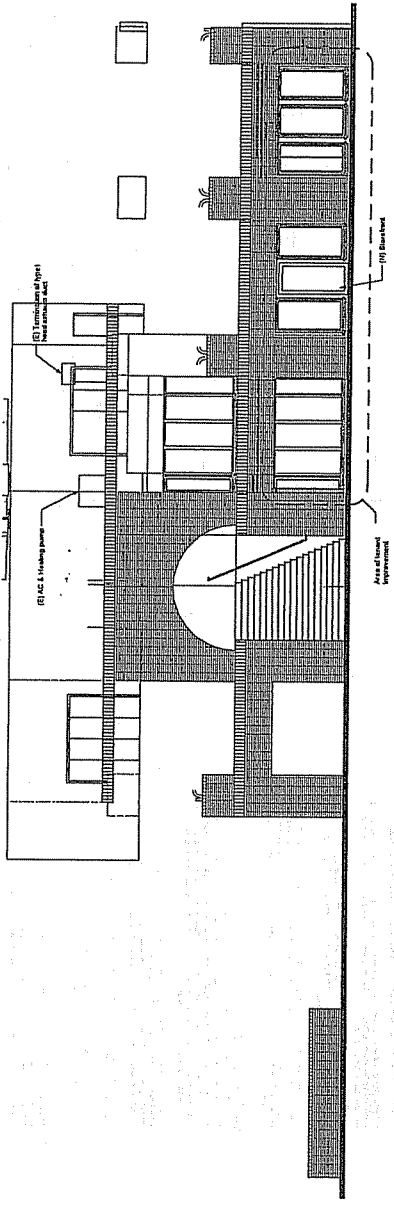 (E) Termination of type I
hood exhaust duct
(E) AC & Heating pump
(N) Storefront
Area of tenant
improvement